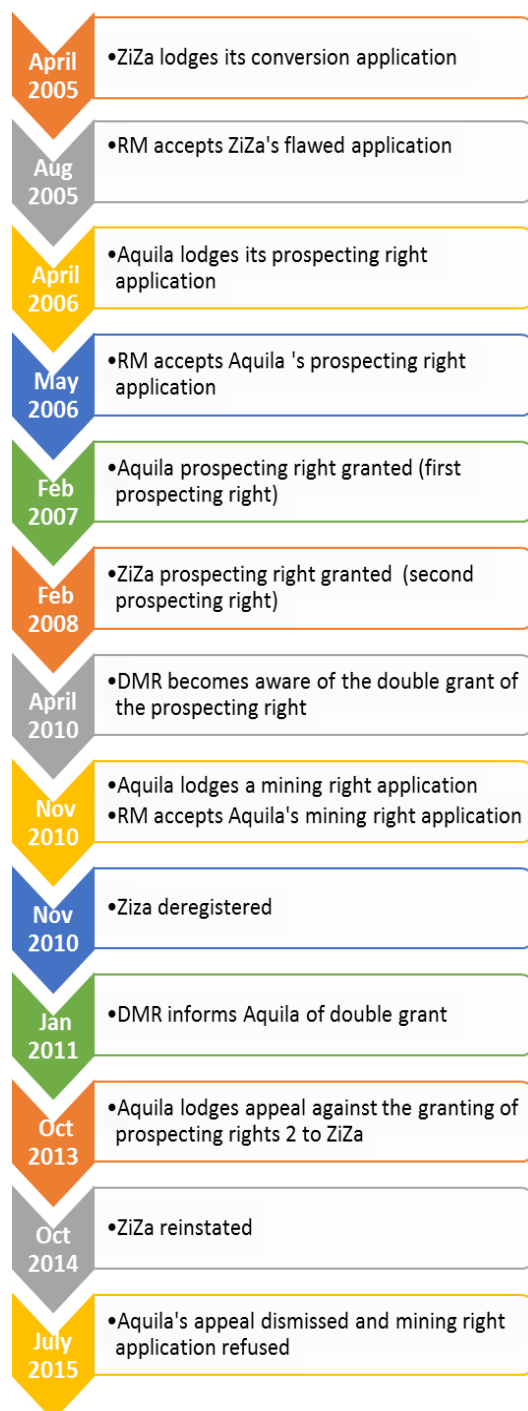 April
2005
•ZiZa lodges its conversion application
Aug
2005
•RM accepts ZiZa's flawed application
April
2006
•Aquila lodges its prospecting right
application
May
2006
•RM accepts Aquila 's prospecting right
application
Feb
2007
•Aquila prospecting right granted (first
prospecting right)
Feb
2008
•ZiZa prospecting right granted (second
prospecting right)
April
2010
•DMR becomes aware of the double grant of
the prospecting right
Nov
2010
•Aquila lodges a mining right application
•RM accepts Aquila's mining right application
Nov
2010
•Ziza deregistered
Jan
2011
•DMR informs Aquila of double grant
Oct
2013
•Aquila lodges appeal against the granting of
prospecting rights 2 to ZiZa
Oct
2014
•ZiZa reinstated
July
2015
•Aquila's appeal dismissed and mining right
application refused